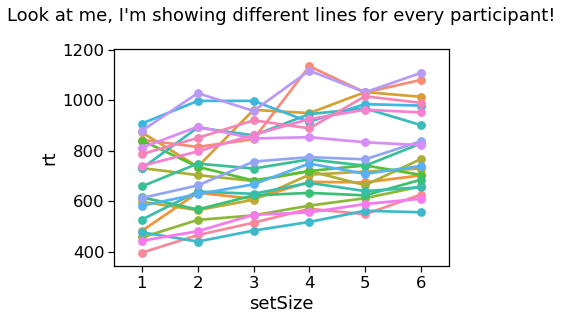 Look at me, I'm showing different lines for every participant!
1200
1000
800
600
400
rt
1 2 3 4 5 6
setSize